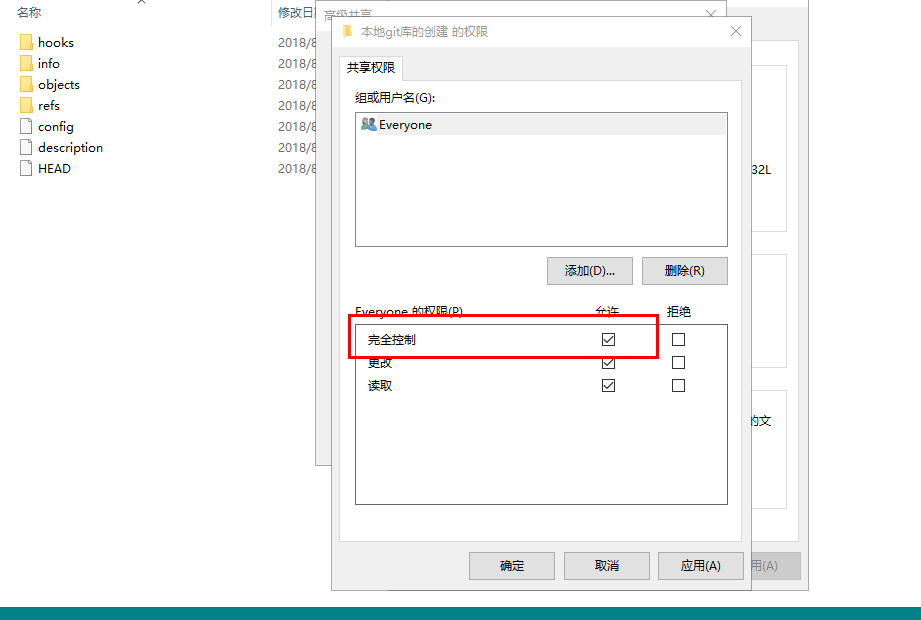 名称
修改日期
高级共享
hooks
2018/8
info
2018/8
objects
2018/8
refs
2018/8
config
2018/8
description
2018/8
HEAD
2018/8
本地git库的创建 的权限
共享权限
组或用户名(G):
Everyone
32L
添加(D)...
删除(R)
Everyone 的权限(P)
允许
拒绝
完全控制
更改
读取
的文
确定
取消
应用(A)
用(A)